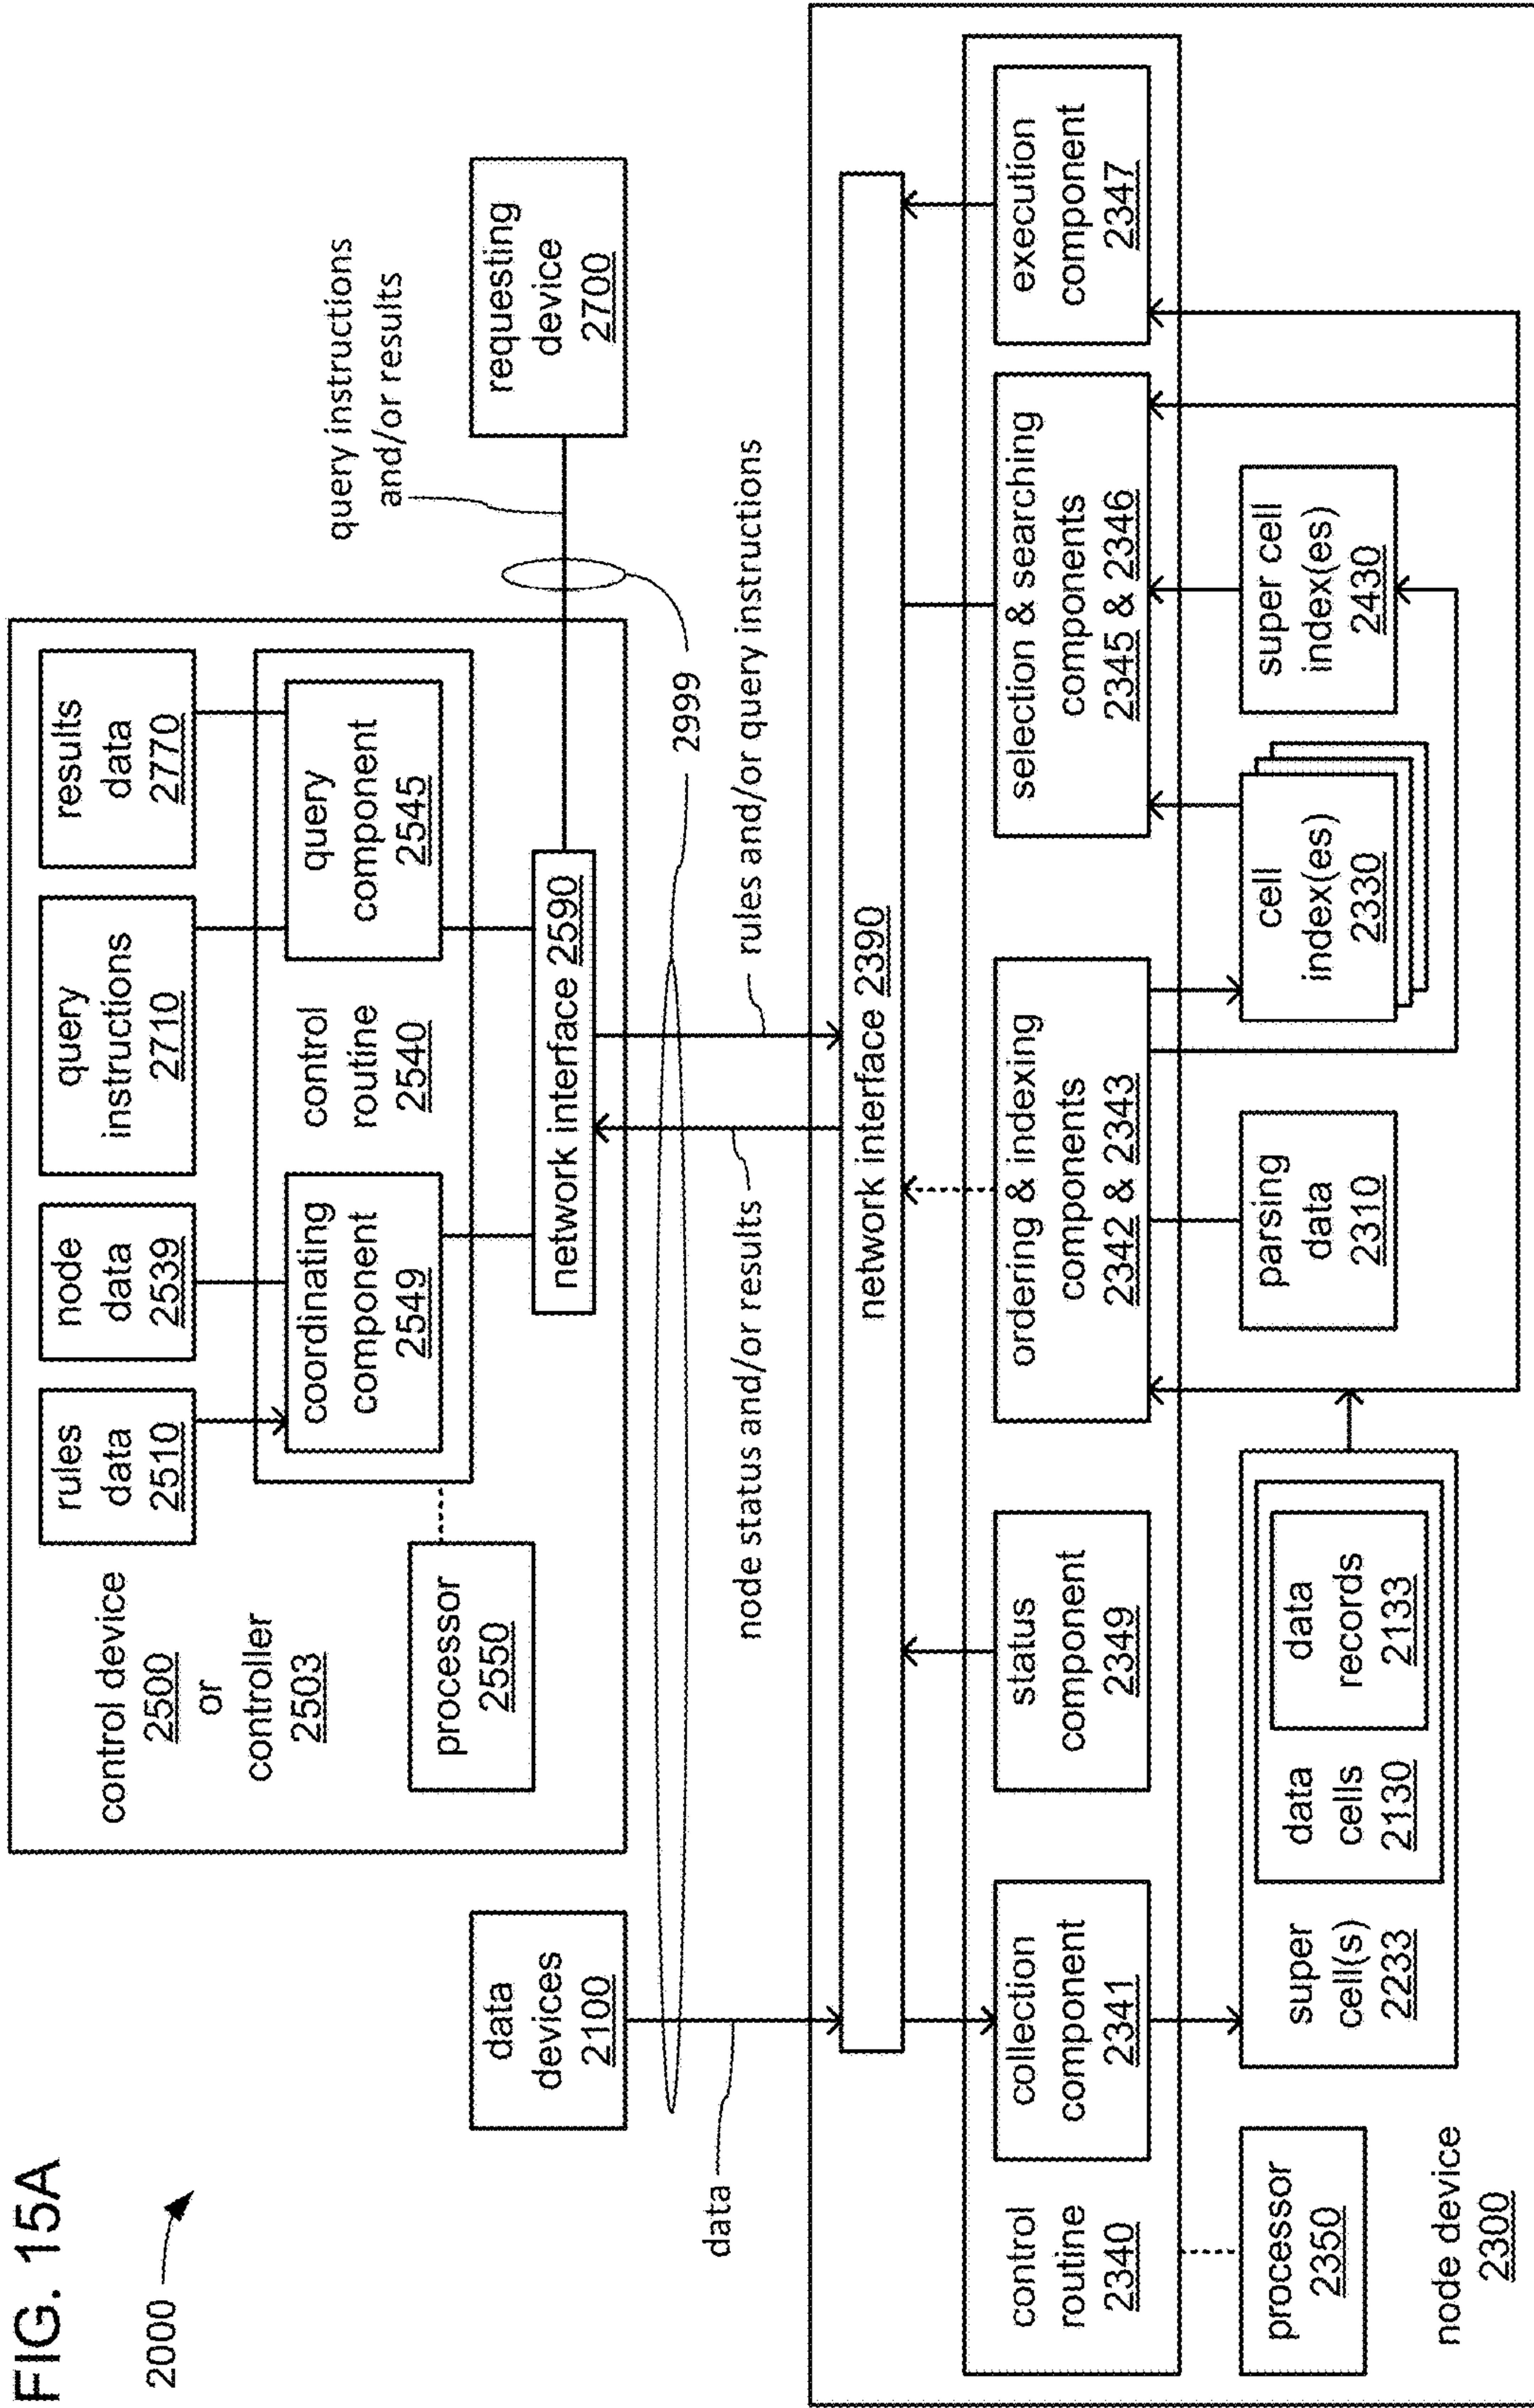 FIG. 15A
2000
control device
2500
or
controller
2503
rules
data
2510
node
data
2539
query
instructions
2710
results
data
2770
coordinating
component
2549
control
routine
2540
query
component
2545
processor
2550
network interface 2590
data
devices
2100
requesting
device
2700
query instructions
and/or results
2999
data
node status and/or results
rules and/or query instructions
network interface 2390
control
routine
2340
collection
component
2341
status
component
2349
ordering & indexing
components
2342 & 2343
selection & searching
components
2345 & 2346
execution
component
2347
processor
2350
super
cell(s)
2233
data
cells
2130
data
records
2133
parsing
data
2310
cell
index(es)
2330
super cell
index(es)
2430
node device
2300